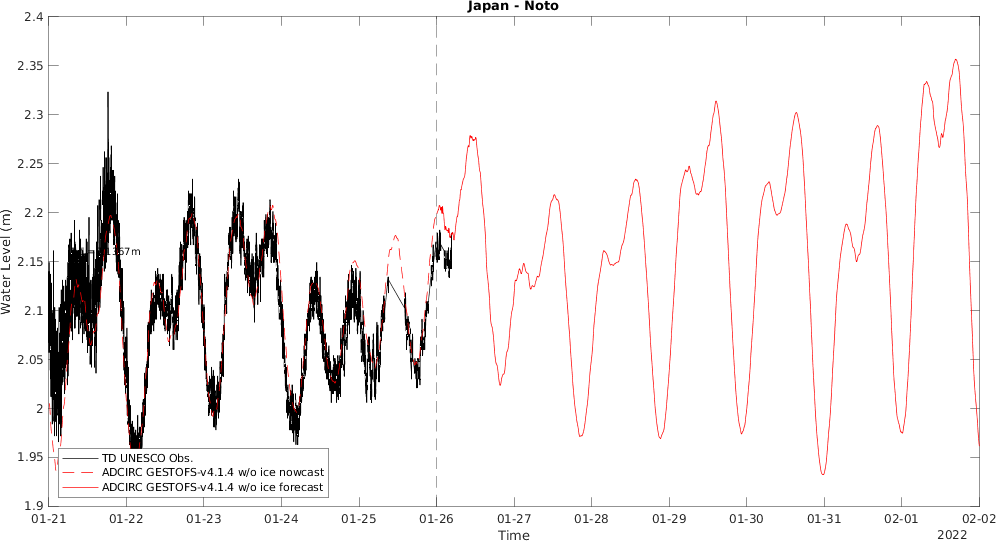 Japan - Noto
2.4
2.35
2.3
2.25
2.2
2.15
2.1
2.05
2
1.95
1.9
Water Level (m)
TD UNESCO Obs.
ADCIRC GESTOFS-v4.1.4 w/o ice nowcast
ADCIRC GESTOFS-v4.1.4 w/o ice forecast
01-21 01-22 01-23 01-24 01-25 01-26 01-27 01-28 01-29 01-30 01-31 02-01 02-02
Time
2022